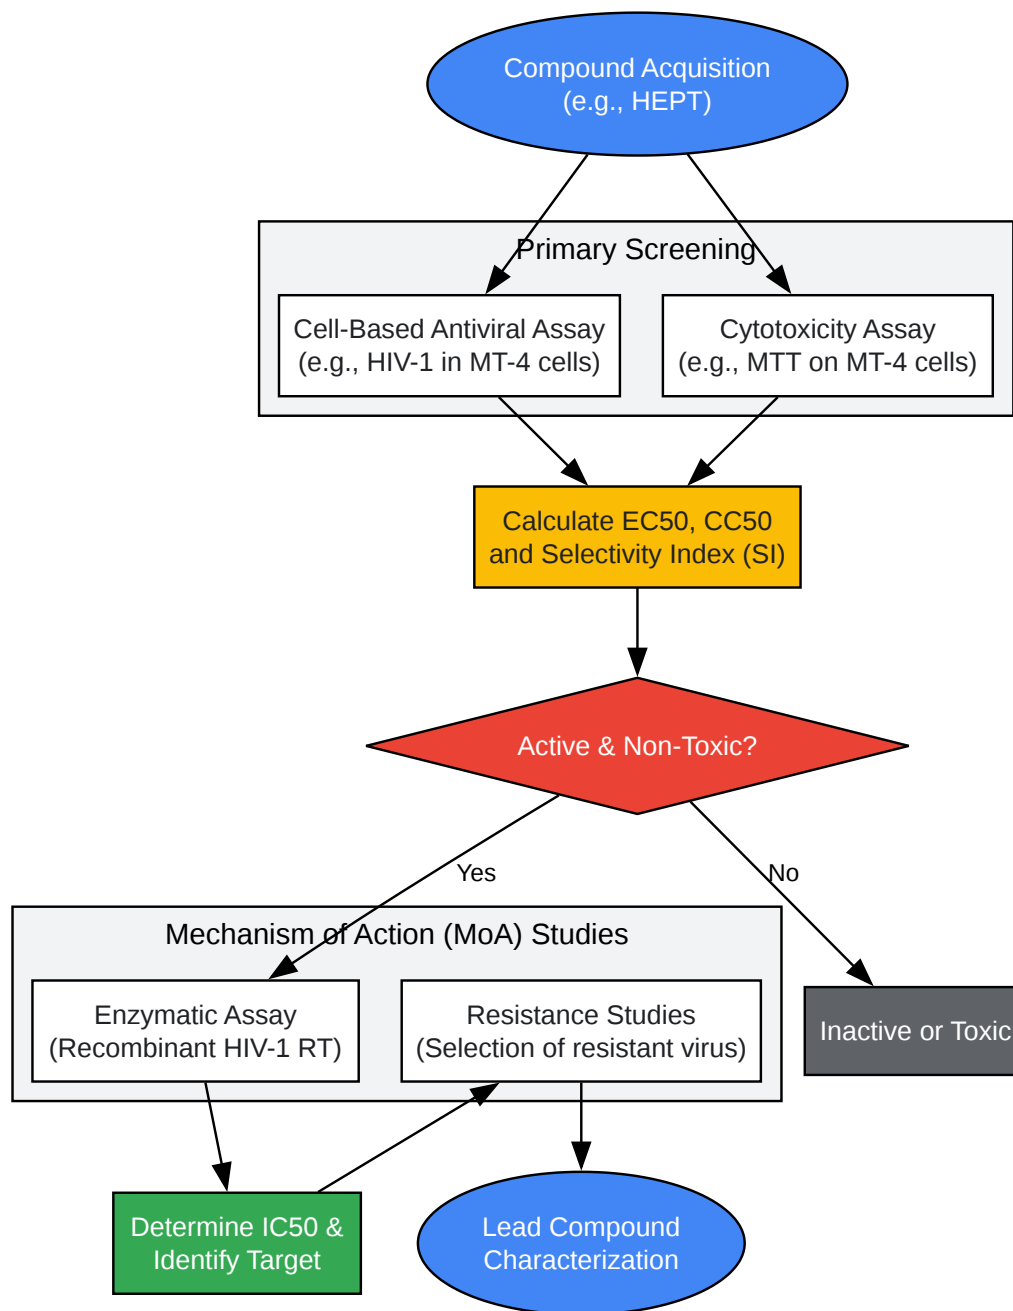 Compound Acquisition
(e.g., HEPT)
Primary Screening
Cell-Based Antiviral Assay
(e.g., HIV-1 in MT-4 cells)
Cytotoxicity Assay
(e.g., MTT on MT-4 cells)
Calculate EC50, CC50
and Selectivity Index (SI)
Active & Non-Toxic?
Yes
No
Mechanism of Action (MoA) Studies
Enzymatic Assay
(Recombinant HIV-1 RT)
Resistance Studies
(Selection of resistant virus)
Inactive or Toxic
Determine IC50 &
Identify Target
Lead Compound
Characterization